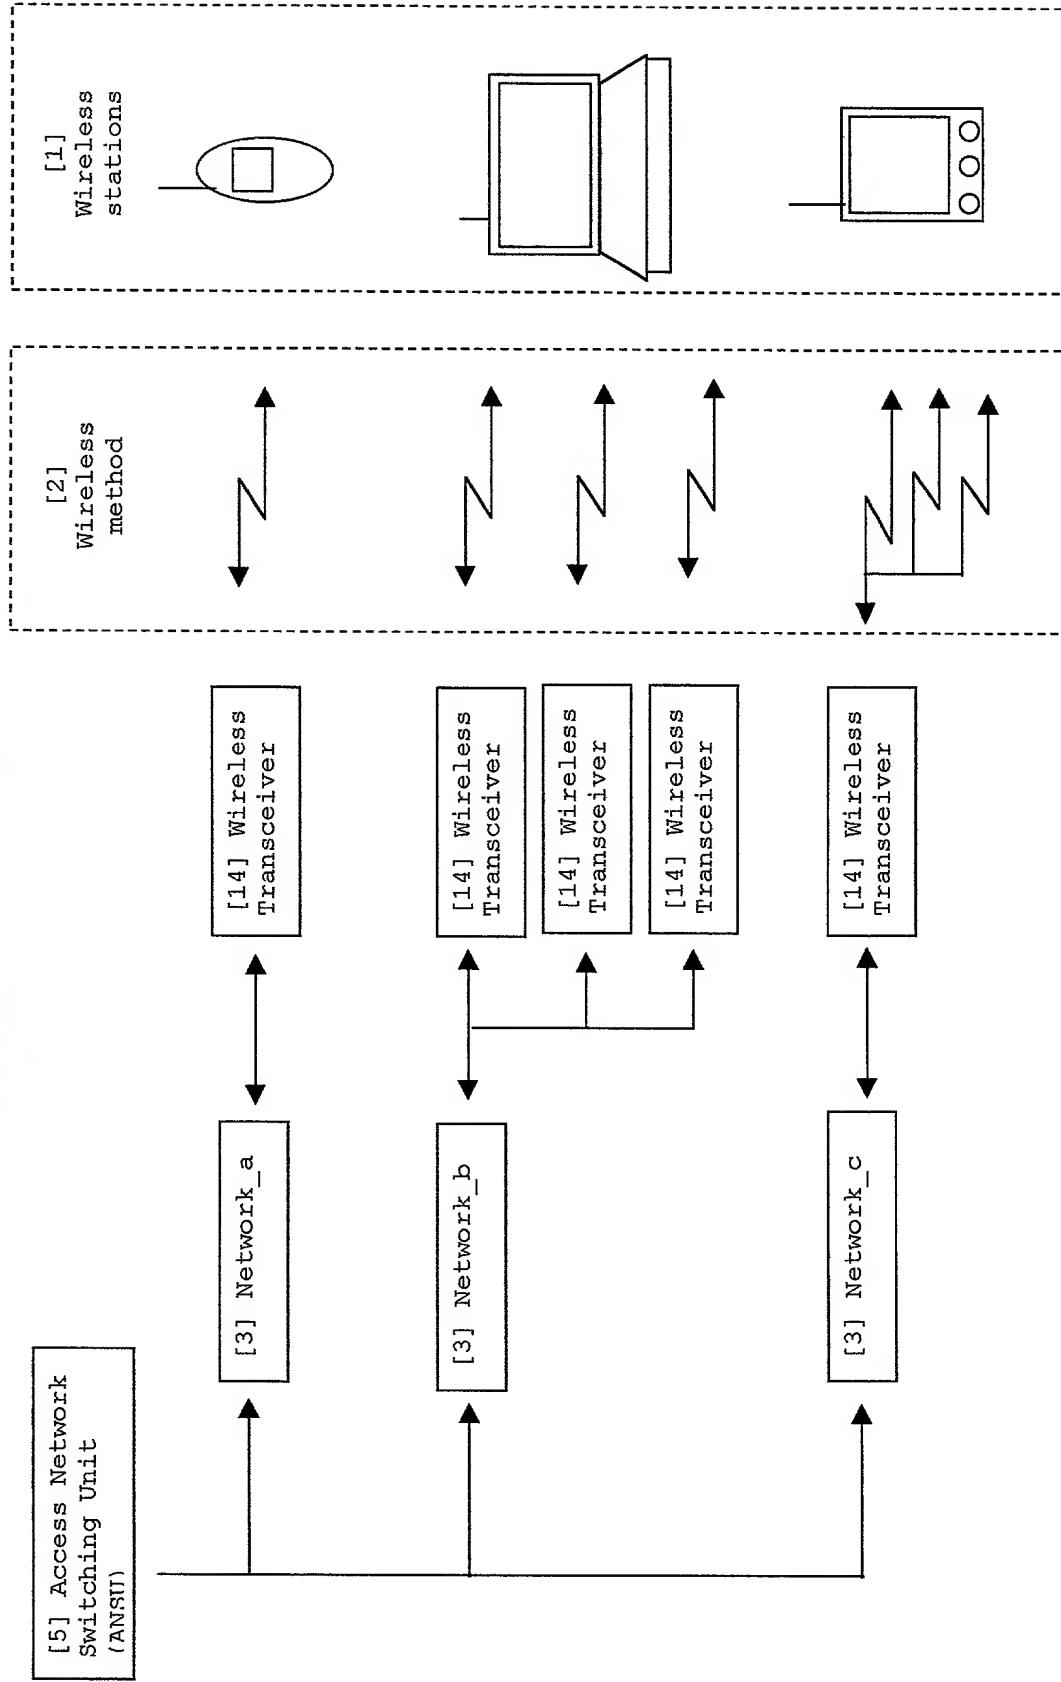 [5] Access Network
Switching Unit
(ANSU)
[3] Network_a
[14] Wireless
Transceiver
[3] Network_b
[14] Wireless
Transceiver
[14] Wireless
Transceiver
[14] Wireless
Transceiver
[3] Network_c
[14] Wireless
Transceiver
[2]
Wireless
method
[1]
Wireless
stations